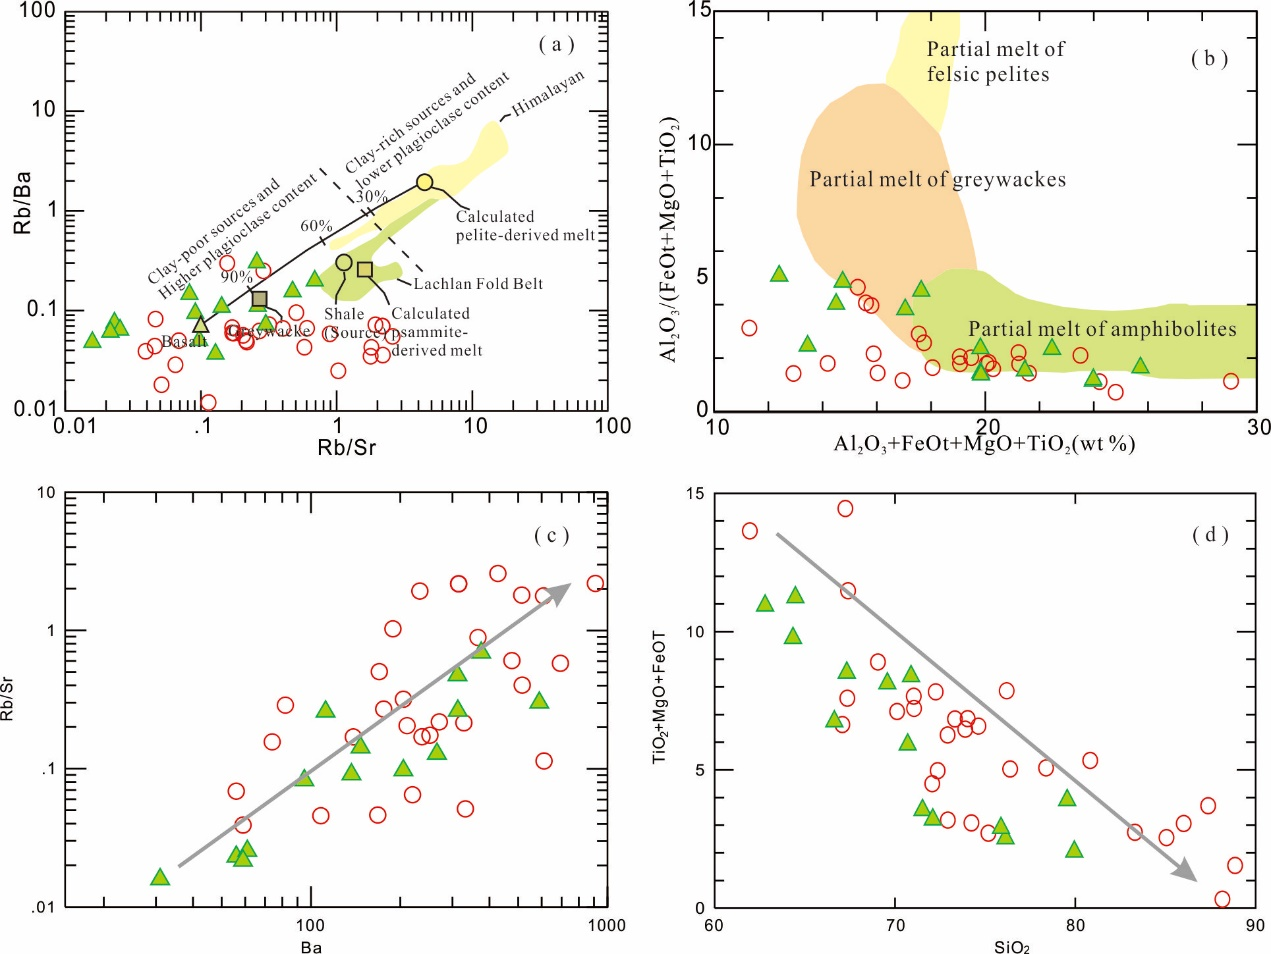 100
10
1
0.1
0.01
0.01
.1
1
10
100
Rb/Ba
Rb/Sr
( a )
Clay-poor sources and
Higher plagioclase content
Clay-rich sources and
lower plagioclase content
Himalayan
30%
60%
90%
Calculated
pelite-derived melt
Lachlan Fold Belt
Shale
(Source)
Calculated
psammite-
derived melt
Greywacke
Basalt
15
10
5
0
10
20
30
Al₂O₃/(FeOt+MgO+TiO₂)
Al₂O₃+FeOt+MgO+TiO₂(wt %)
( b )
Partial melt of
felsic pelites
Partial melt of greywackes
Partial melt of amphibolites
10
1
.1
.01
100
1000
Rb/Sr
Ba
( c )
15
10
5
0
60
70
80
90
TiO₂+MgO+FeOT
SiO₂
( d )